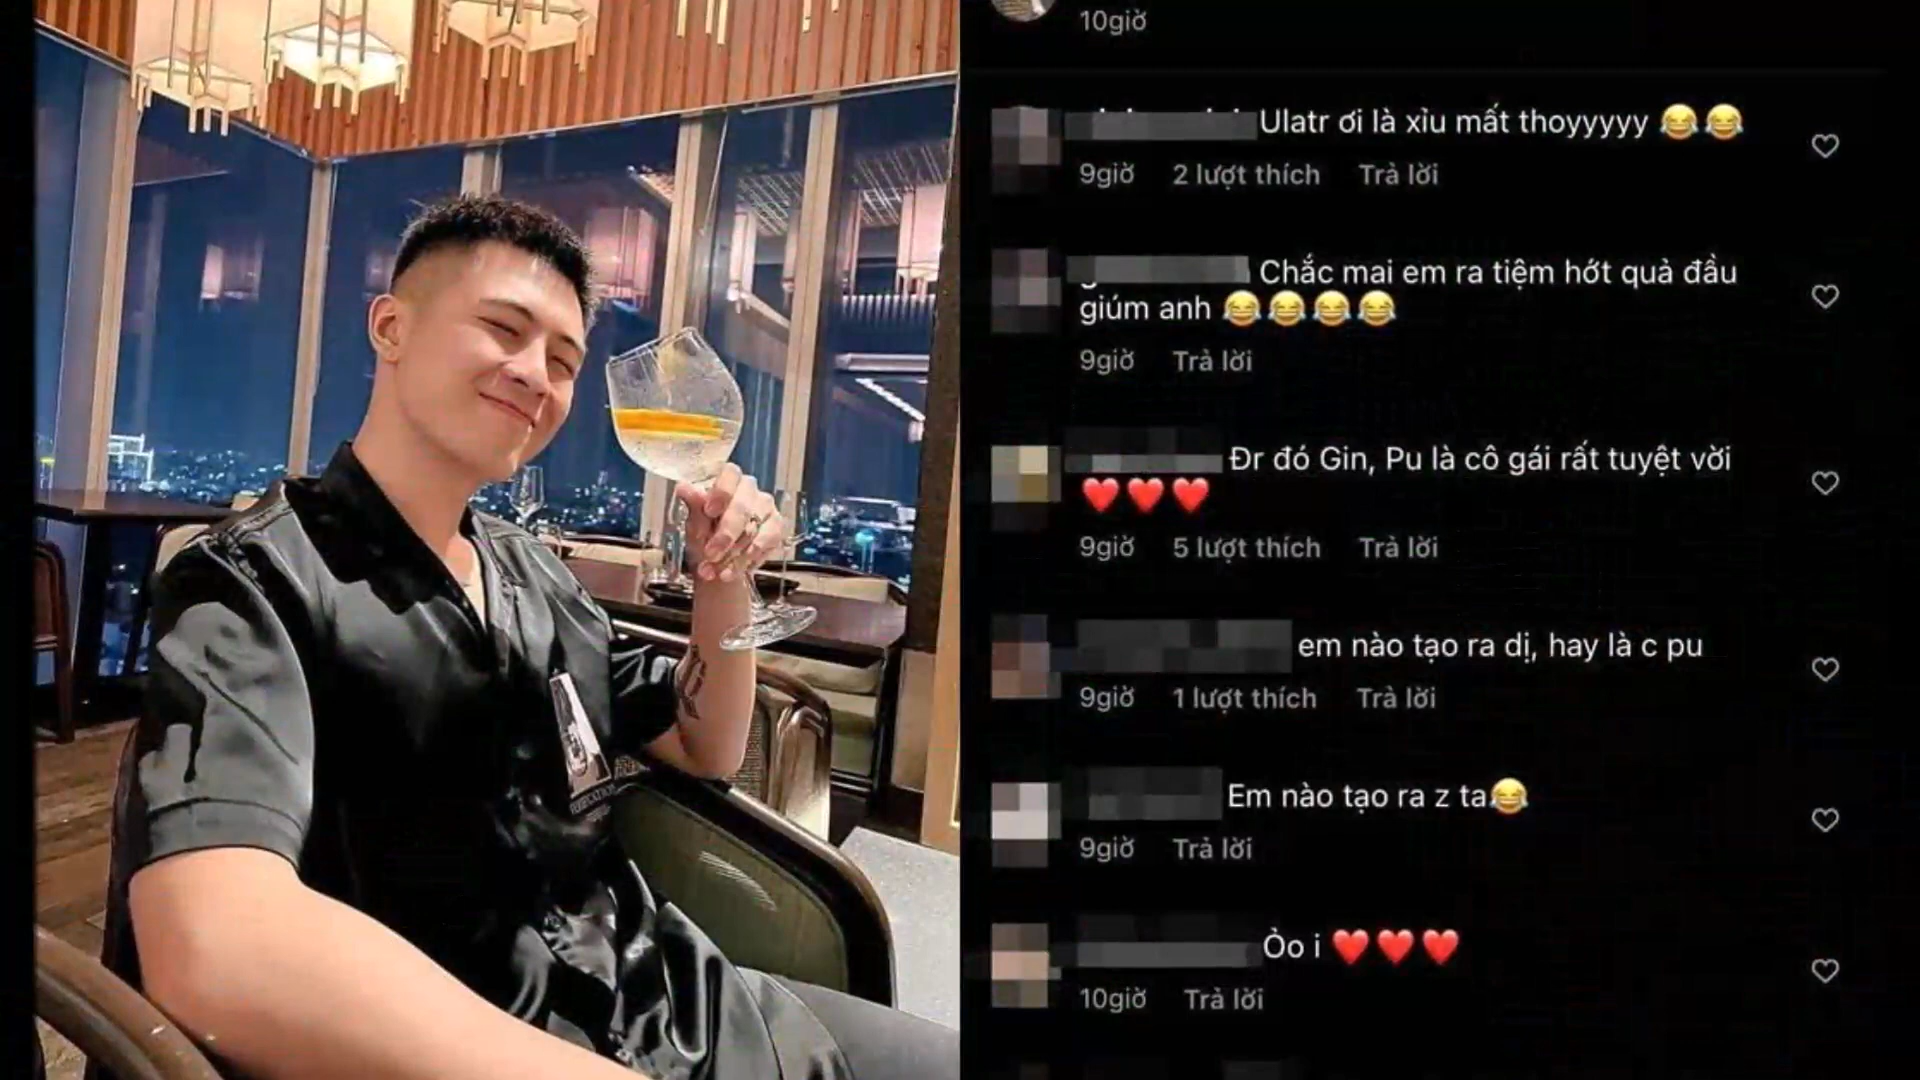 10giờ
Ulatr ơi là xỉu mất thoyyyyy 😂😂
9giờ 2 lượt thích Trả lời
Chắc mai em ra tiệm hớt quả đầu
giúm anh 😂😂😂😂
9giờ Trả lời
Đr đó Gin, Pu là cô gái rất tuyệt vời
❤️❤️❤️
9giờ 5 lượt thích Trả lời
em nào tạo ra dị, hay là c pu
9giờ 1 lượt thích Trả lời
Em nào tạo ra z ta😂
9giờ Trả lời
Òo i ❤️❤️❤️
10giờ Trả lời